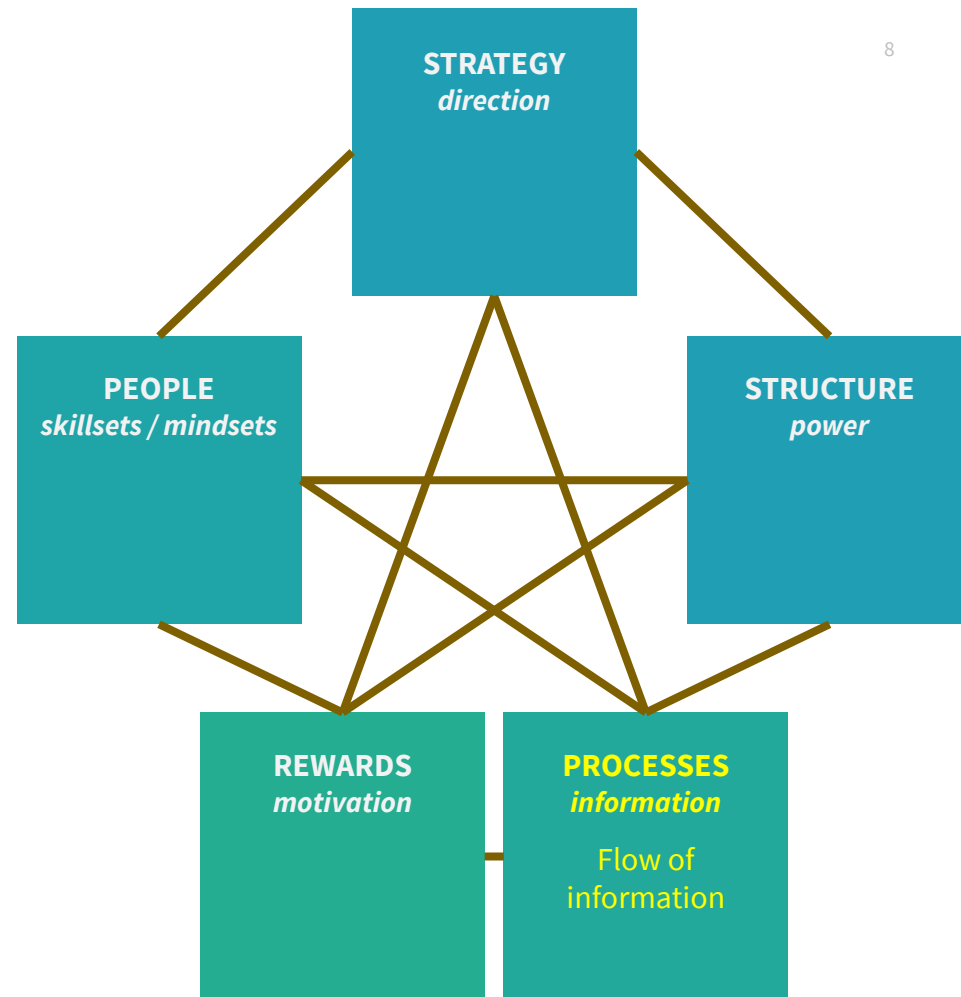 8
STRATEGY
direction
PEOPLE
skillsets / mindsets
STRUCTURE
power
REWARDS
motivation
PROCESSES
information
Flow of
information